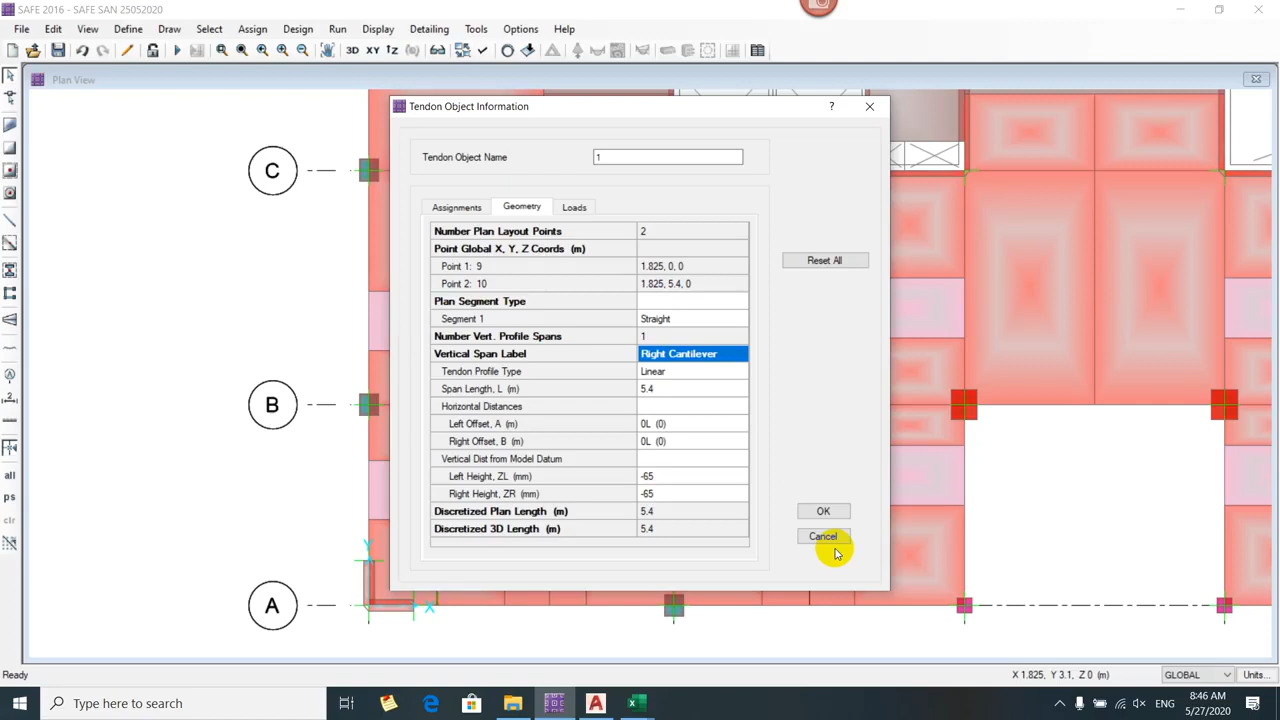 SAFE 2016 - SAFE SAN 25052020
File Edit View Define Draw Select Assign Design Run Display Detailing Tools Options Help
3D XY
Plan View
Tendon Object Information
?
Tendon Object Name 1
Assignments Geometry Loads
Number Plan Layout Points 2
Point Global X, Y, Z Coords (m)
Point 1: 9 1.825, 0, 0
Point 2: 10 1.825, 5.4, 0
Plan Segment Type
Segment 1 Straight
Number Vert. Profile Spans 1
Vertical Span Label Right Cantilever
Tendon Profile Type Linear
Span Length, L (m) 5.4
Horizontal Distances
Left Offset, A (m) 0L (0)
Right Offset, B (m) 0L (0)
Vertical Dist from Model Datum
Left Height, ZL (mm) -65
Right Height, ZR (mm) -65
Discretized Plan Length (m) 5.4
Discretized 3D Length (m) 5.4
Reset All
OK
Cancel
C
B
A
Y
X
all
ps
clr
Ready
X 1.825, Y 3.1, Z 0 (m)
GLOBAL
Units...
Type here to search
ENG
8:46 AM
5/27/2020